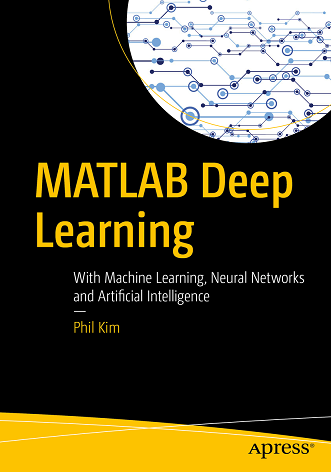 MATLAB Deep
Learning
With Machine Learning, Neural Networks
and Artificial Intelligence
—
Phil Kim
Apress®